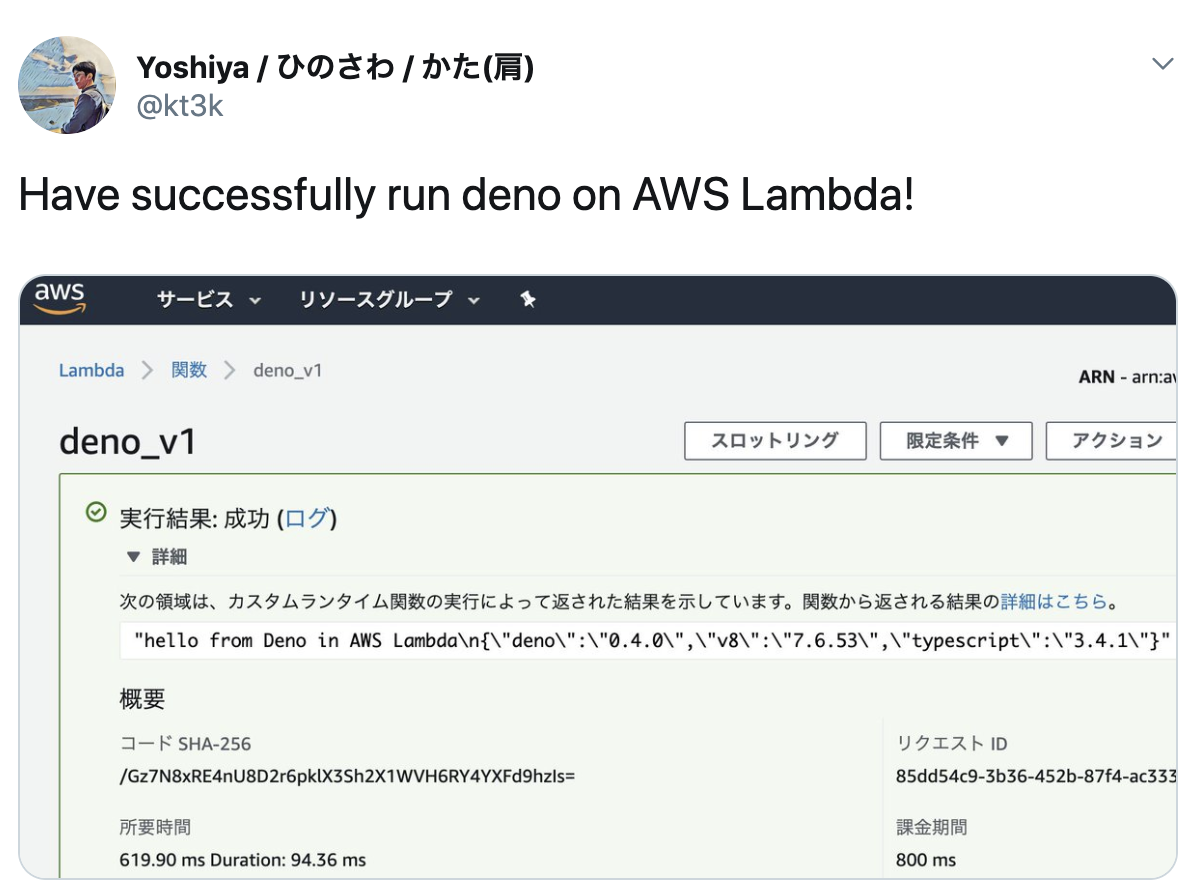 Yoshiya / ひのさわ / かた(肩)
@kt3k
Have successfully run deno on AWS Lambda!
aws サービス リソースグループ
Lambda 関数 deno_v1
ARN - arn:aw
deno_v1 スロットリング 限定条件 アクション
実行結果: 成功 (ログ)
詳細
次の領域は、カスタムランタイム関数の実行によって返された結果を示しています。関数から返される結果の詳細はこちら。
"hello from Deno in AWS Lambda\n{\"deno\":\"0.4.0\",\"v8\":\"7.6.53\",\"typescript\":\"3.4.1\"}"
概要
コード SHA-256 リクエスト ID
/Gz7N8xRE4nU8D2r6pklX3Sh2X1WVH6RY4YXFd9hzIs= 85dd54c9-3b36-452b-87f4-ac333
所要時間 課金期間
619.90 ms Duration: 94.36 ms 800 ms